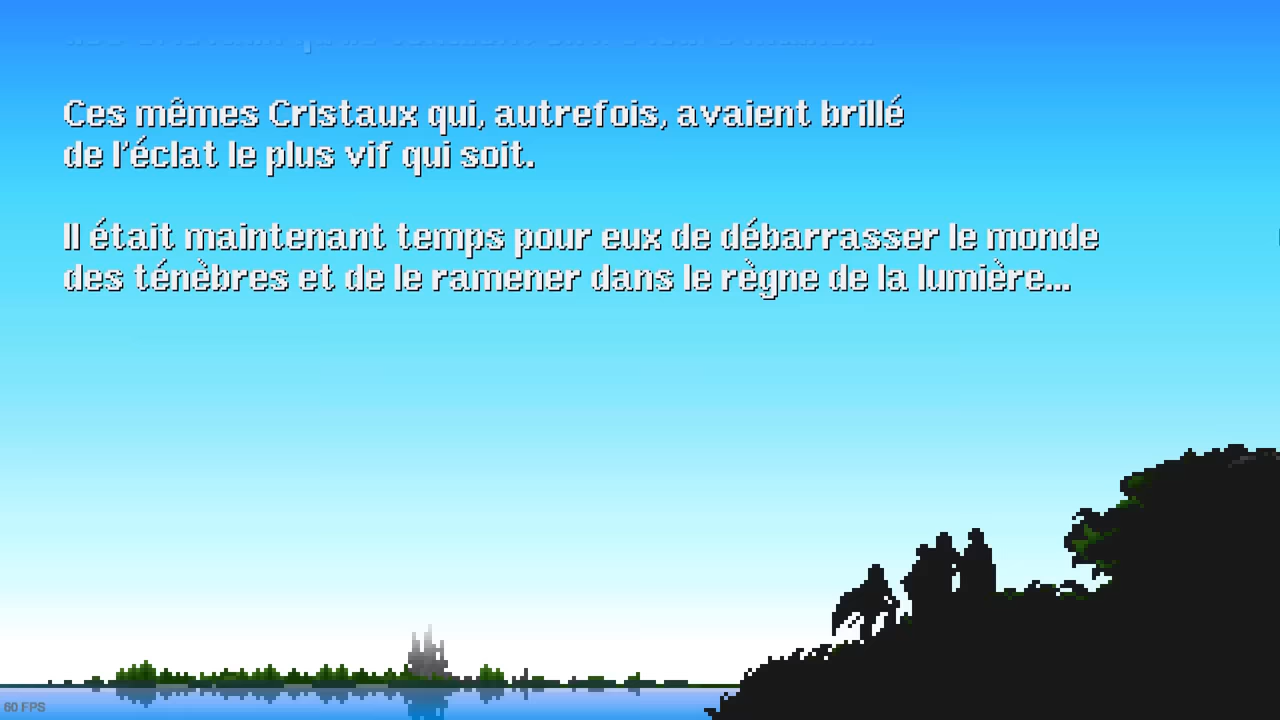 Ces mêmes Cristaux qui, autrefois, avaient brillé
de l'éclat le plus vif qui soit.
Il était maintenant temps pour eux de débarrasser le monde
des ténèbres et de le ramener dans le règne de la lumière...
60 FPS